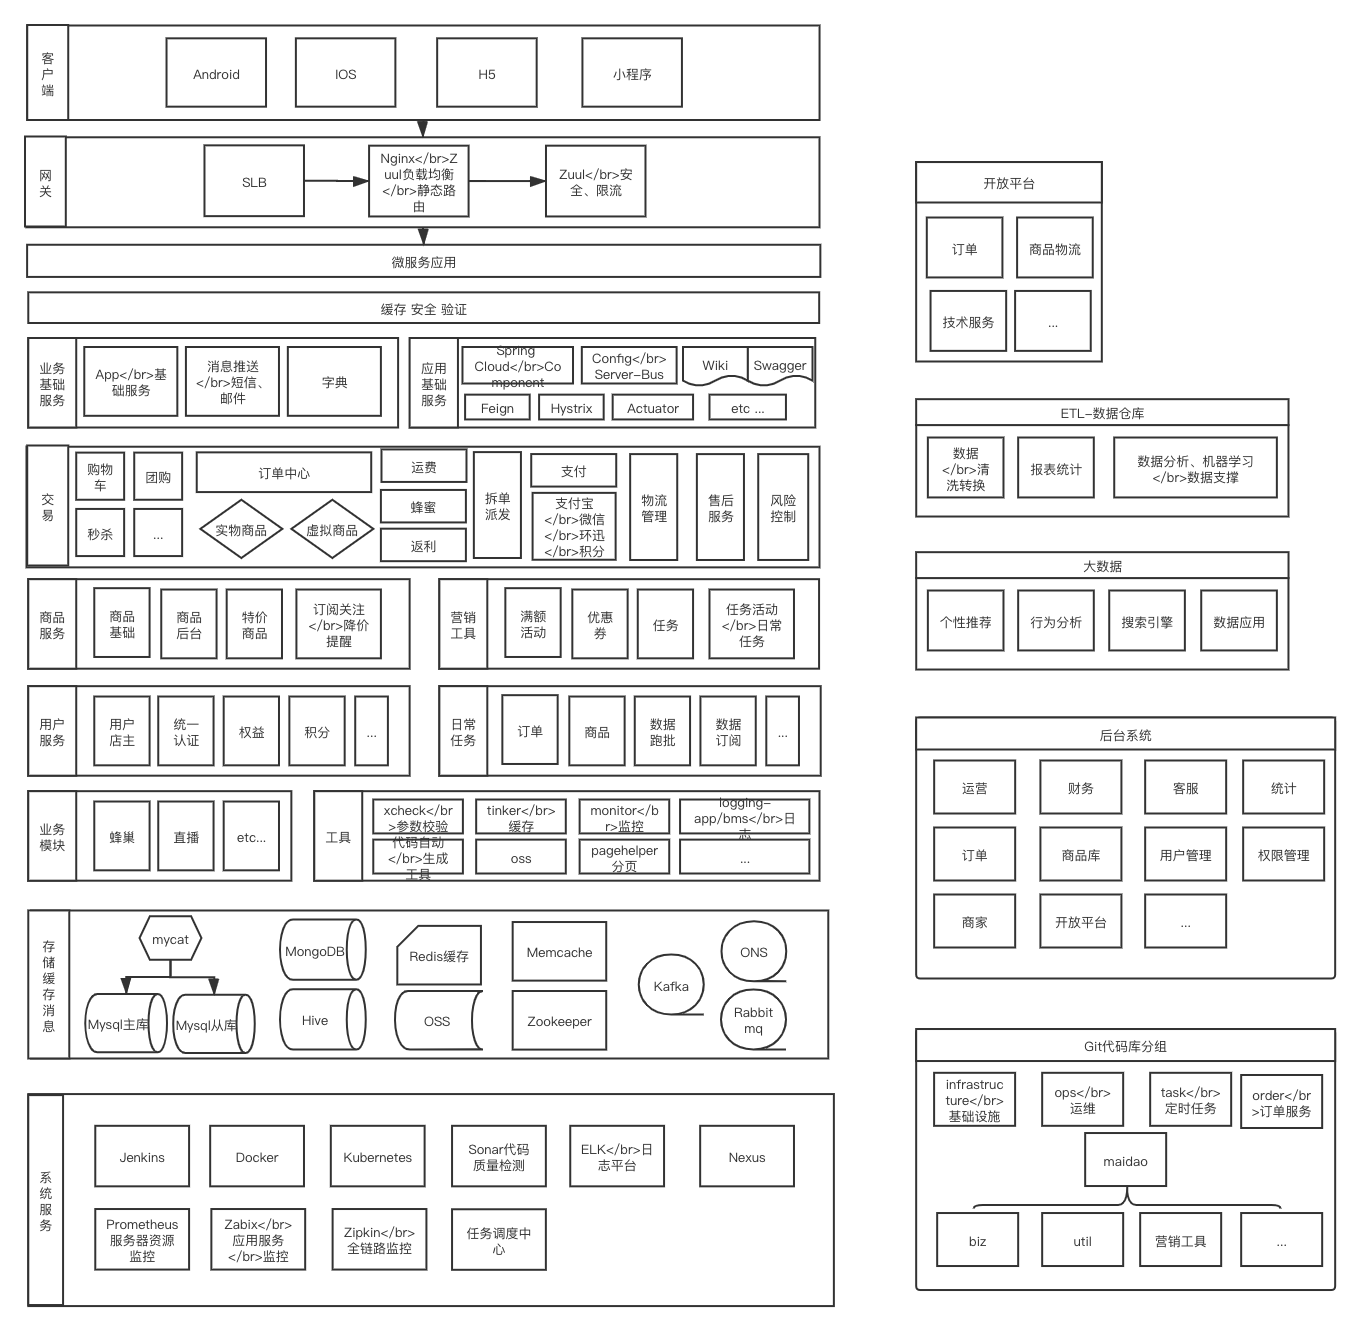 客
户
端
Android
IOS
H5
小程序
网
关
SLB
Nginx</br>Z
uul负载均衡
</br>静态路
由
Zuul</br>安
全、限流
微服务应用
缓存 安全 验证
业务
基础
服务
App</br>基
础服务
消息推送
</br>短信、
邮件
字典
应用
基础
服务
Spring
Cloud</br>Co
mponent
Config</br>
Server-Bus
Wiki
Swagger
Feign
Hystrix
Actuator
etc ...
交
易
购物
车
团购
秒杀
...
订单中心
实物商品
虚拟商品
运费
蜂蜜
返利
拆单
派发
支付
支付宝
</br>微信
</br>环迅
</br>积分
物流
管理
售后
服务
风险
控制
商品
服务
商品
基础
商品
后台
特价
商品
订阅关注
</br>降价
提醒
营销
工具
满额
活动
优惠
券
任务
任务活动
</br>日常
任务
用户
服务
用户
店主
统一
认证
权益
积分
...
日常
任务
订单
商品
数据
跑批
数据
订阅
...
业务
模块
蜂巢
直播
etc...
工具
xcheck</br
>参数校验
tinker</br>
缓存
monitor</b
r>监控
logging-
app/bms</br>日
志
代码自动
</br>生成
工具
oss
pagehelper
分页
...
存
储
缓
存
消
息
mycat
Mysql主库
Mysql从库
MongoDB
Hive
Redis缓存
OSS
Memcache
Zookeeper
Kafka
ONS
Rabbit
mq
系
统
服
务
Jenkins
Docker
Kubernetes
Sonar代码
质量检测
ELK</br>日
志平台
Nexus
Prometheus
服务器资源
监控
Zabix</br>
应用服务
</br>监控
Zipkin</br>
全链路监控
任务调度中
心
开放平台
订单
商品物流
技术服务
...
ETL-数据仓库
数据
</br>清
洗转换
报表统计
数据分析、机器学习
</br>数据支撑
大数据
个性推荐
行为分析
搜索引擎
数据应用
后台系统
运营
财务
客服
统计
订单
商品库
用户管理
权限管理
商家
开放平台
...
Git代码库分组
infrastruc
ture</br>
基础设施
ops</br>
运维
task</br>
定时任务
order</br
>订单服务
maidao
biz
util
营销工具
...